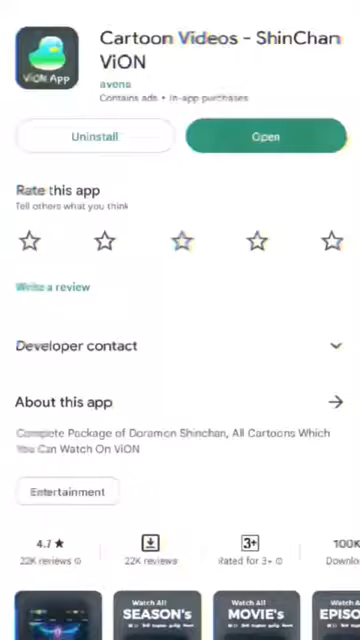 Cartoon Videos - ShinChan
ViON
ViON App
avons
Contains ads • In-app purchases
Uninstall
Open
Rate this app
Tell others what you think
Write a review
Developer contact
About this app
Complete Package of Doramon Shinchan, All Cartoons Which
You Can Watch On ViON
Entertainment
4.7 ★
3+
100K
22K reviews
22K reviews
Rated for 3+
Downlo
Watch All
SEASON's
Watch All
MOVIE's
Watch All
EPISO